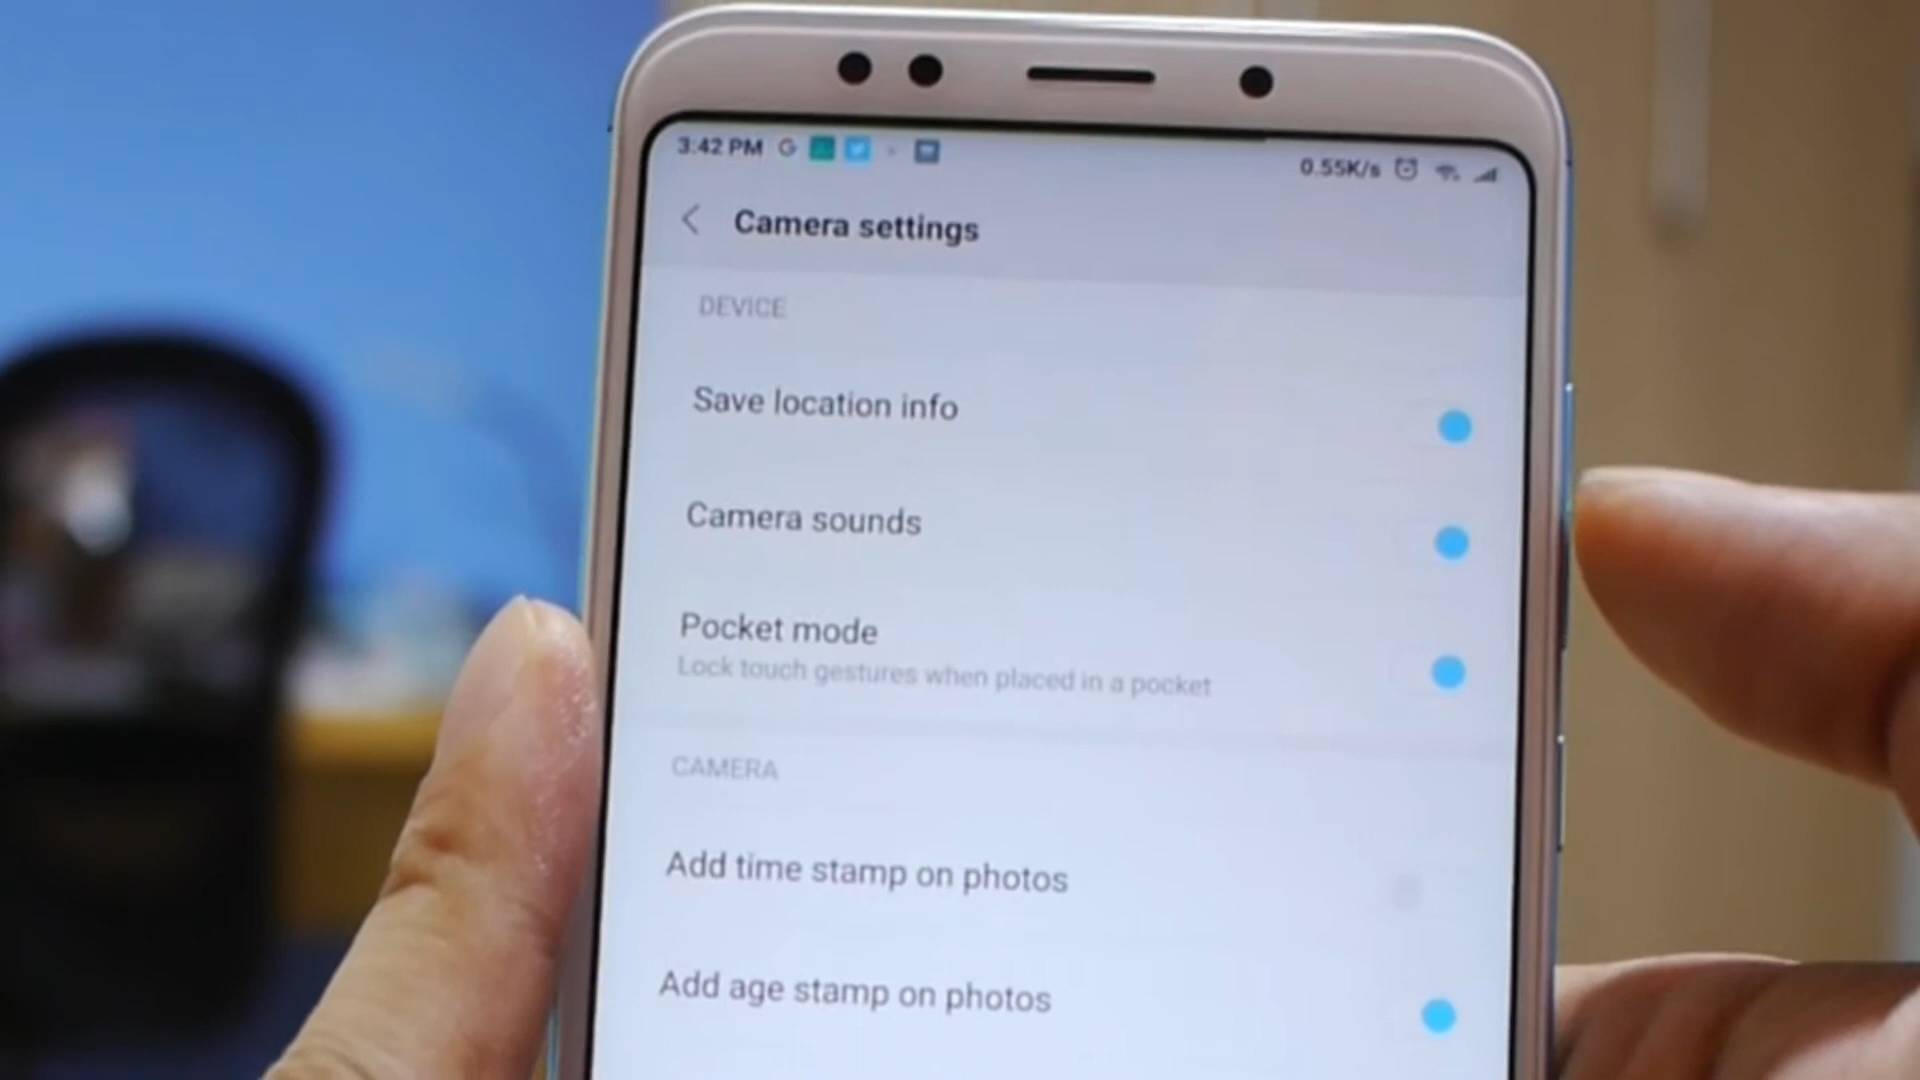 3:42 PM G
0.55K/s
Camera settings
DEVICE
Save location info
Camera sounds
Pocket mode
Lock touch gestures when placed in a pocket
CAMERA
Add time stamp on photos
Add age stamp on photos